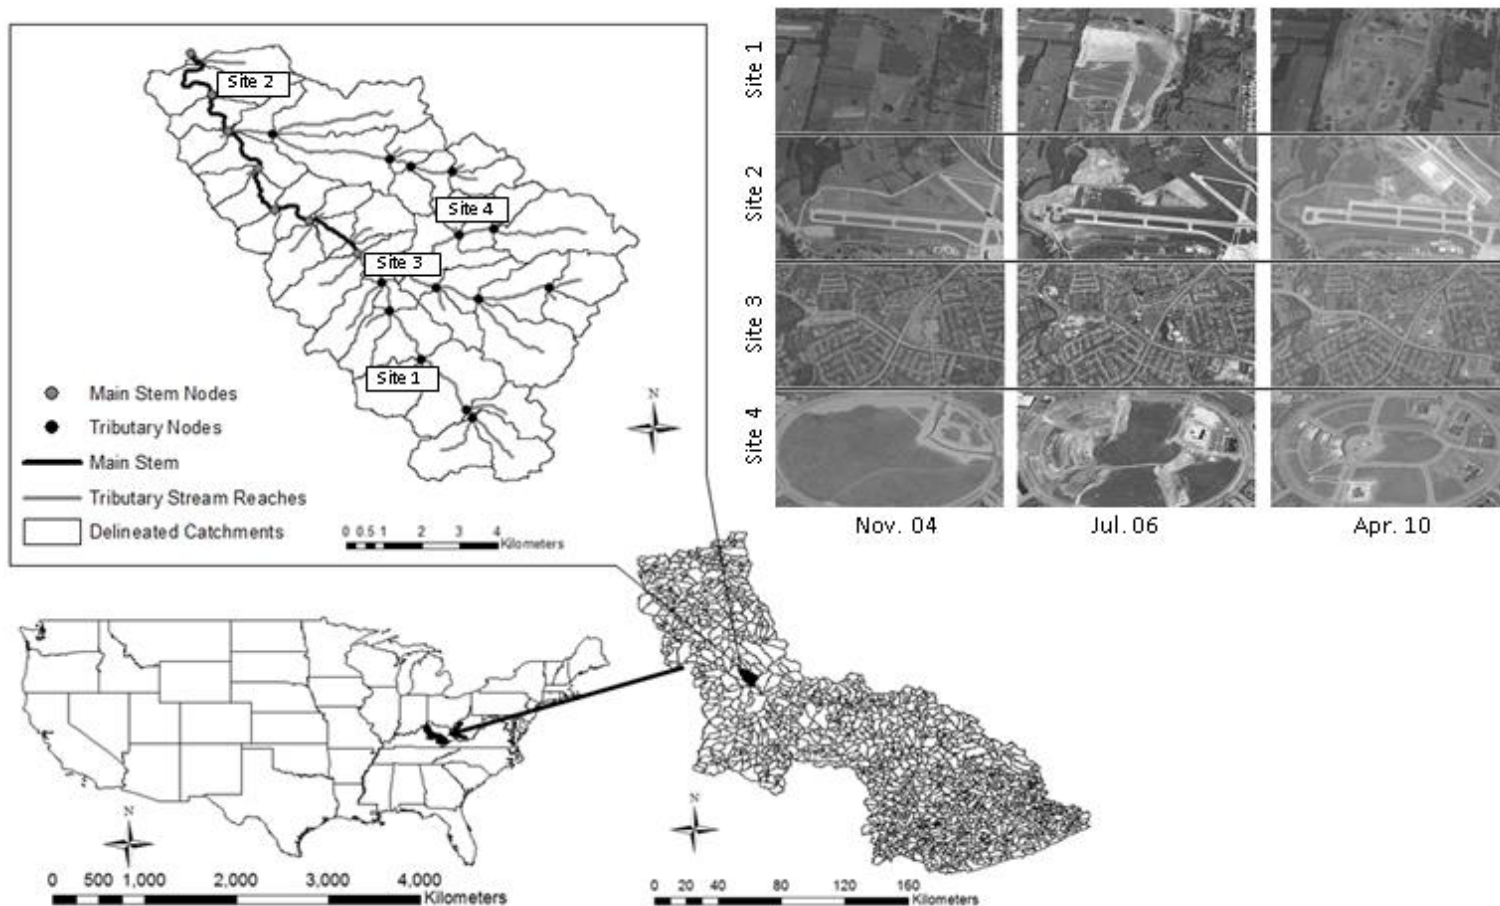 Site 2
Site 4
Site 3
Site 1
Main Stem Nodes
Tributary Nodes
Main Stem
Tributary Stream Reaches
Delineated Catchments
N
0 0.5 1 2 3 4
Kilometers
Site 1
Site 2
Site 3
Site 4
Nov. 04 Jul. 06 Apr. 10
N
0 500 1,000 2,000 3,000 4,000
Kilometers
N
0 20 40 80 120 160
Kilometers